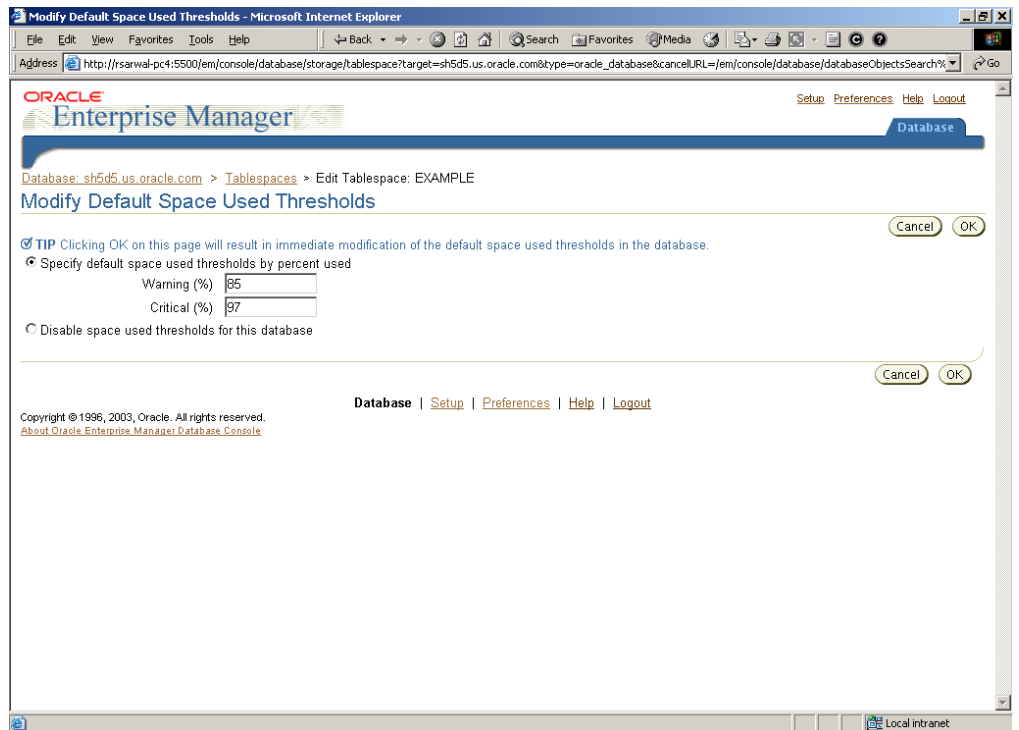 Modify Default Space Used Thresholds - Microsoft Internet Explorer
File Edit View Favorites Tools Help
Back Search Favorites Media
Address http://rsarwal-pc4:5500/em/console/database/storage/tablespace?target=sh5d5.us.oracle.com&type=oracle_database&cancelURL=/em/console/database/databaseObjectsSearch% Go
ORACLE
Enterprise Manager
Setup Preferences Help Logout
Database
Database: sh5d5.us.oracle.com > Tablespaces > Edit Tablespace: EXAMPLE
Modify Default Space Used Thresholds
Cancel OK
TIP Clicking OK on this page will result in immediate modification of the default space used thresholds in the database.
Specify default space used thresholds by percent used
Warning (%) 85
Critical (%) 97
Disable space used thresholds for this database
Cancel OK
Database | Setup | Preferences | Help | Logout
Copyright © 1996, 2003, Oracle. All rights reserved.
About Oracle Enterprise Manager Database Console
Local intranet